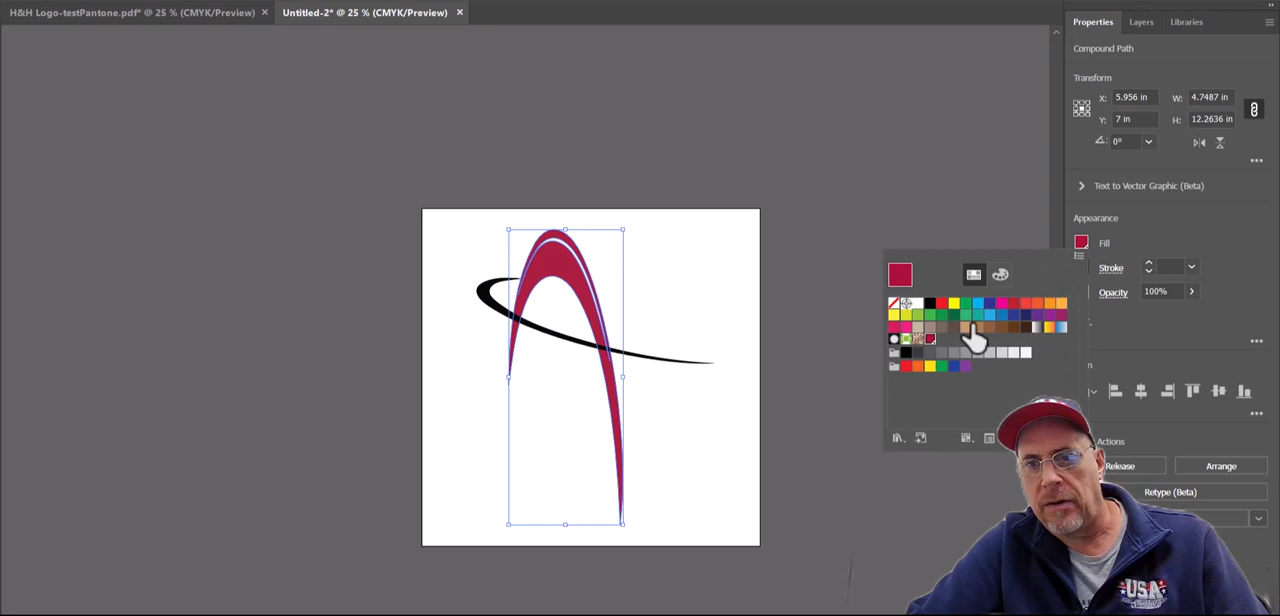 H&H Logo-testPantone.pdf* @ 25 % (CMYK/Preview) ×
Untitled-2* @ 25 % (CMYK/Preview) ×
Properties Layers Libraries
Compound Path
Transform
X: 5.956 in W: 4.7487 in
Y: 7 in H: 12.2636 in
0°
Text to Vector Graphic (Beta)
Appearance
Fill
Stroke
Opacity 100%
Actions
Release Arrange
Retype (Beta)
USA